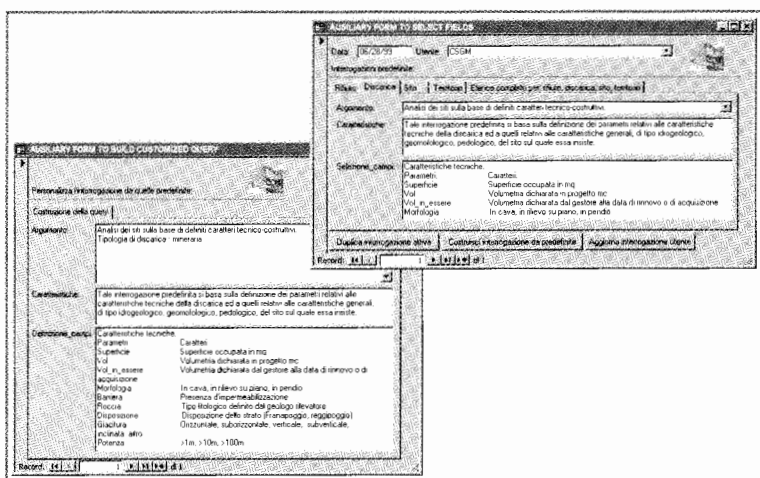 AUXILIARY FORM TO SELECT FIELDS
Data 06/28/99 Utente CSGM
Interrogazioni predefinite
Rifiuto Discarica Sito Territorio Elenco completo per: rifiuto, discarica, sito, territorio
Argomento Analisi dei siti sulla base di definiti caratteri tecnico-costruttivi.
Caratteristiche Tale interrogazione predefinita si basa sulla definizione dei parametri relativi alle caratteristiche
tecniche della discarica ed a quelli relativi alle caratteristiche generali, di tipo idrogeologico,
geomorfologico, pedologico, del sito sul quale essa insiste.
Selezione_campi Caratteristiche tecniche.
Parametri Caratteri
Superficie Superficie occupata in mq
Vol Volumetria dichiarata in progetto mc
Vol_in_essere Volumetria dichiarata dal gestore alla data di rinnovo o di acquisizione
Morfologia In cava, in rilievo su piano, in pendio
Duplica interrogazione attiva Costruisci interrogazione da predefinite Aggiorna interrogazione utente
Record: 1 di 1
AUXILIARY FORM TO BUILD CUSTOMIZED QUERY
Personalizza l'interrogazione da quelle predefinite
Costruzione della query
Argomento Analisi dei siti sulla base di definiti caratteri tecnico-costruttivi.
Tipologia di discarica mineraria
Caratteristiche Tale interrogazione predefinita si basa sulla definizione dei parametri relativi alle
caratteristiche tecniche della discarica ed a quelli relativi alle caratteristiche generali,
di tipo idrogeologico, geomorfologico, pedologico, del sito sul quale essa insiste.
Definizione_campi Caratteristiche tecniche.
Parametri Caratteri
Superficie Superficie occupata in mq
Vol Volumetria dichiarata in progetto mc
Vol_in_essere Volumetria dichiarata dal gestore alla data di rinnovo o di
acquisizione
Morfologia In cava, in rilievo su piano, in pendio
Barriera Presenza d'impermeabilizzazione
Roccia Tipo litologico definito dal geologo rilevatore
Disposizione Disposizione dello strato (Franapoggio, reggipoggio)
Giacitura Orizzontale, suborizzontale, verticale, subverticale,
inclinata altro
Potenza >1m, >10m, >100m
Record: 1 di 1